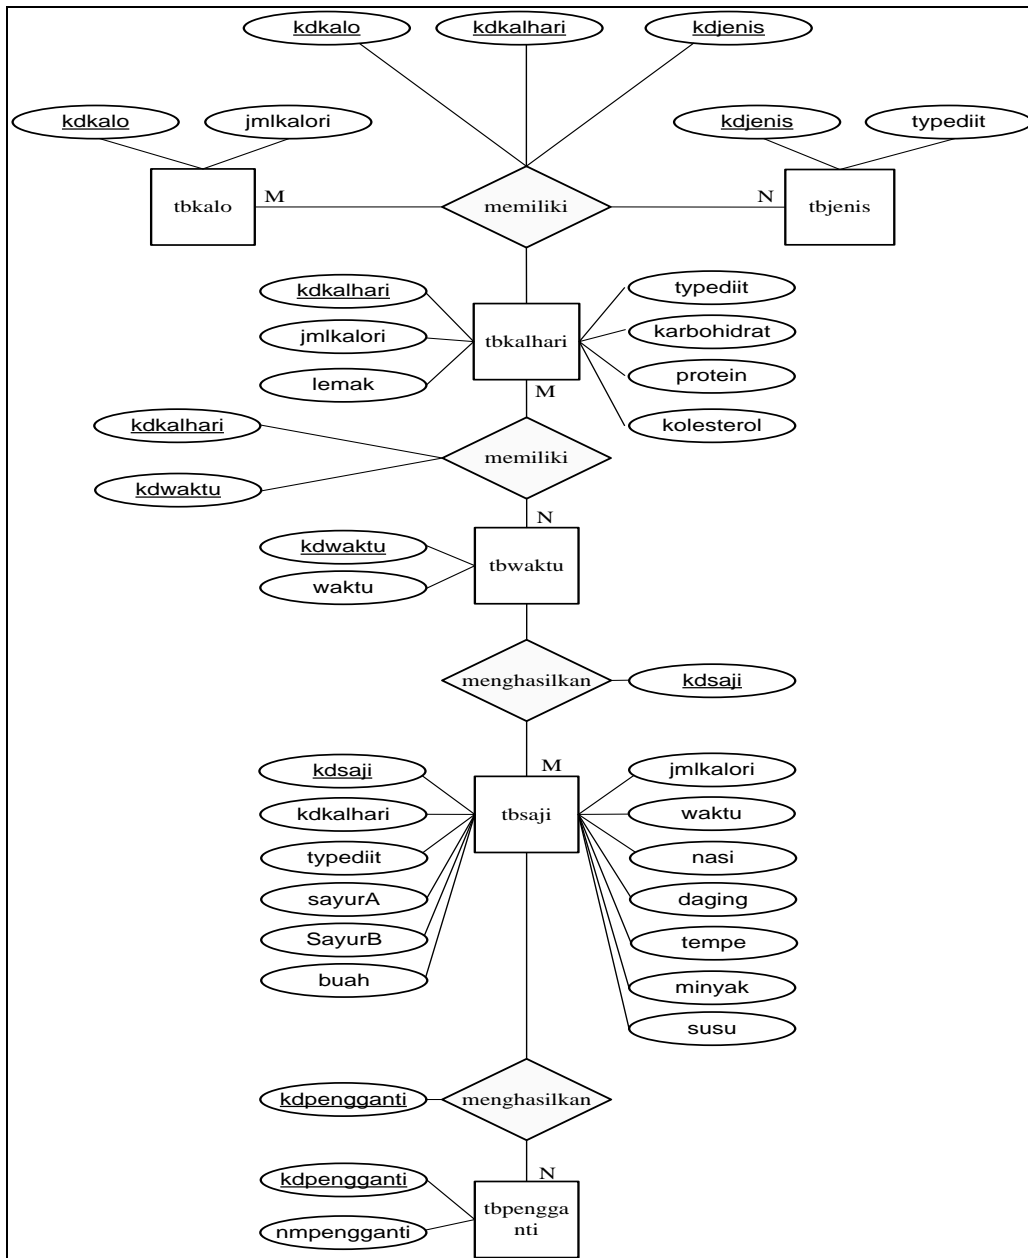 kdkalo
kdkalhari
kdjenis
kdkalo
jmlkalori
kdjenis
typediit
tbkalo
M
memiliki
N
tbjenis
kdkalhari
jmlkalori
lemak
tbkalhari
typediit
karbohidrat
protein
kolesterol
M
kdkalhari
kdwaktu
memiliki
N
kdwaktu
waktu
tbwaktu
menghasilkan
kdsaji
M
kdsaji
kdkalhari
typediit
sayurA
SayurB
buah
tbsaji
jmlkalori
waktu
nasi
daging
tempe
minyak
susu
kdpengganti
menghasilkan
N
kdpengganti
nmpengganti
tbpengga
nti